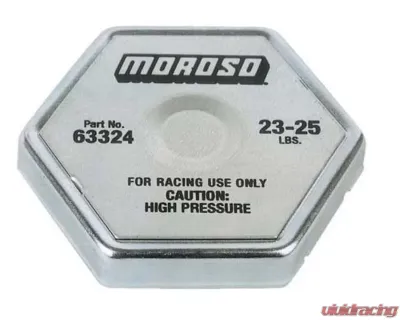 MOROSO
Part No.
63324
23-25
LBS.
FOR RACING USE ONLY
CAUTION:
HIGH PRESSURE
vividracing